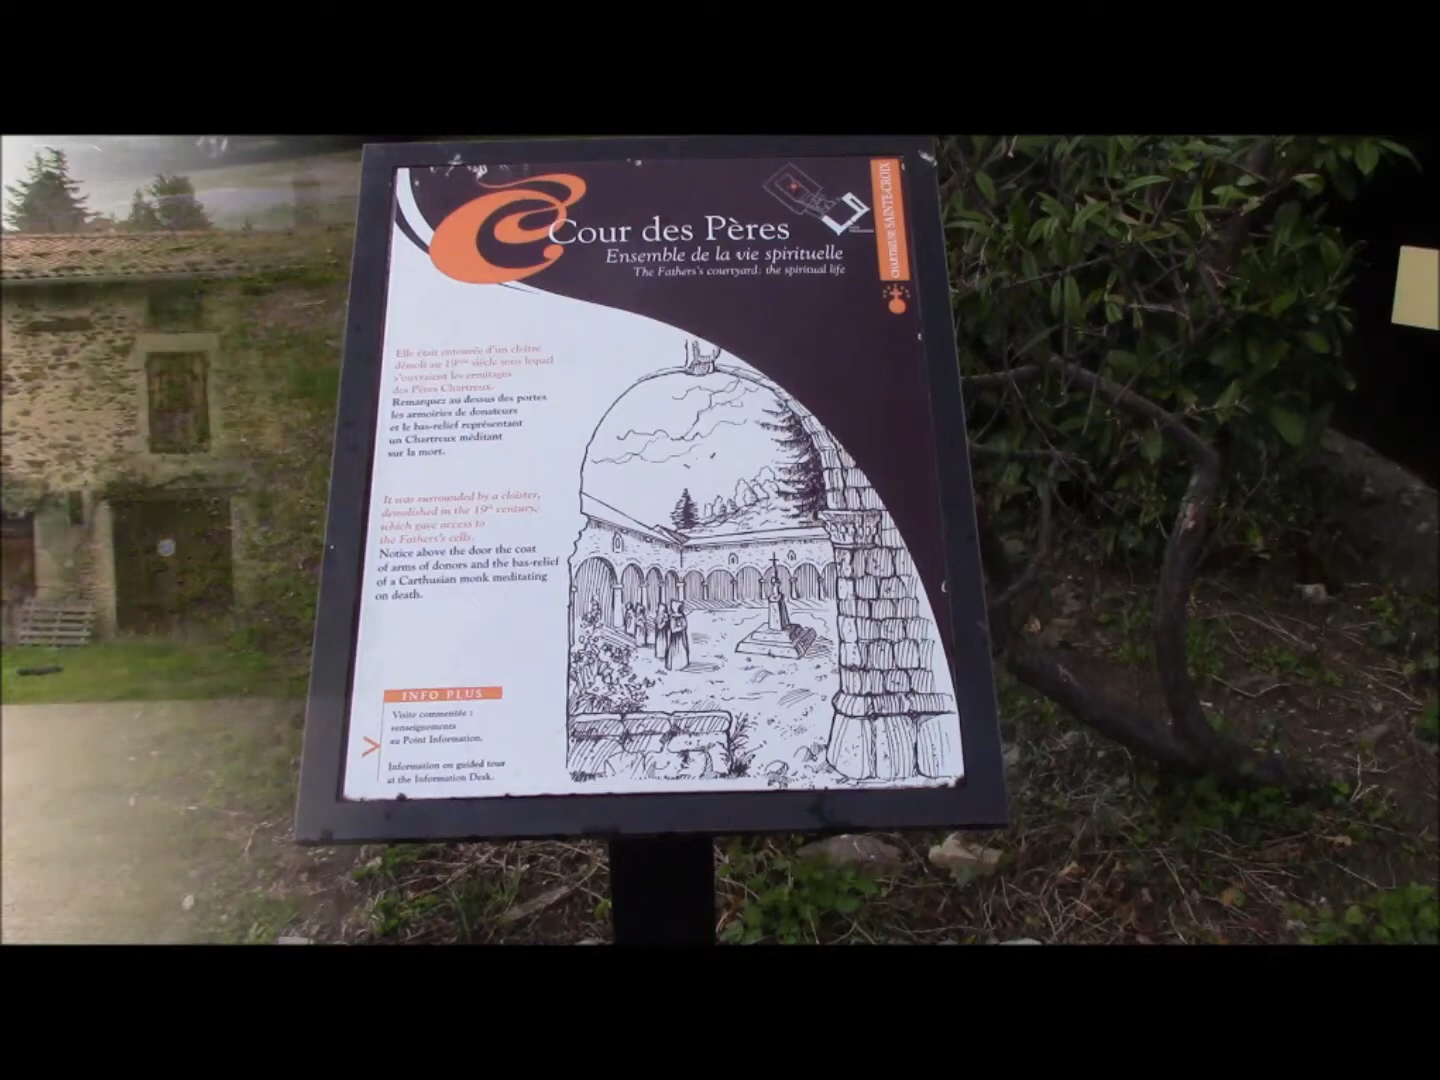 Cour des Pères
Ensemble de la vie spirituelle
The Fathers's courtyard: the spiritual life
CHARTREUSE SAINTE-CROIX
Elle était entourée d'un cloître
démoli au 19ème siècle sous lequel
s'ouvraient les ermitages
des Pères Chartreux.
Remarquez au dessus des portes
les armoiries de donateurs
et le bas-relief représentant
un Chartreux méditant
sur la mort.
It was surrounded by a cloister,
demolished in the 19th century,
which gave access to
the Fathers's cells.
Notice above the door the coat
of arms of donors and the bas-relief
of a Carthusian monk meditating
on death.
INFO PLUS
Visite commentée :
renseignements
au Point Information.
Information on guided tour
at the Information Desk.